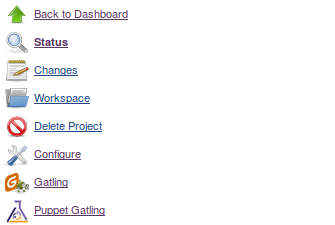 Back to Dashboard
Status
Changes
Workspace
Delete Project
Configure
Gatling
Puppet Gatling